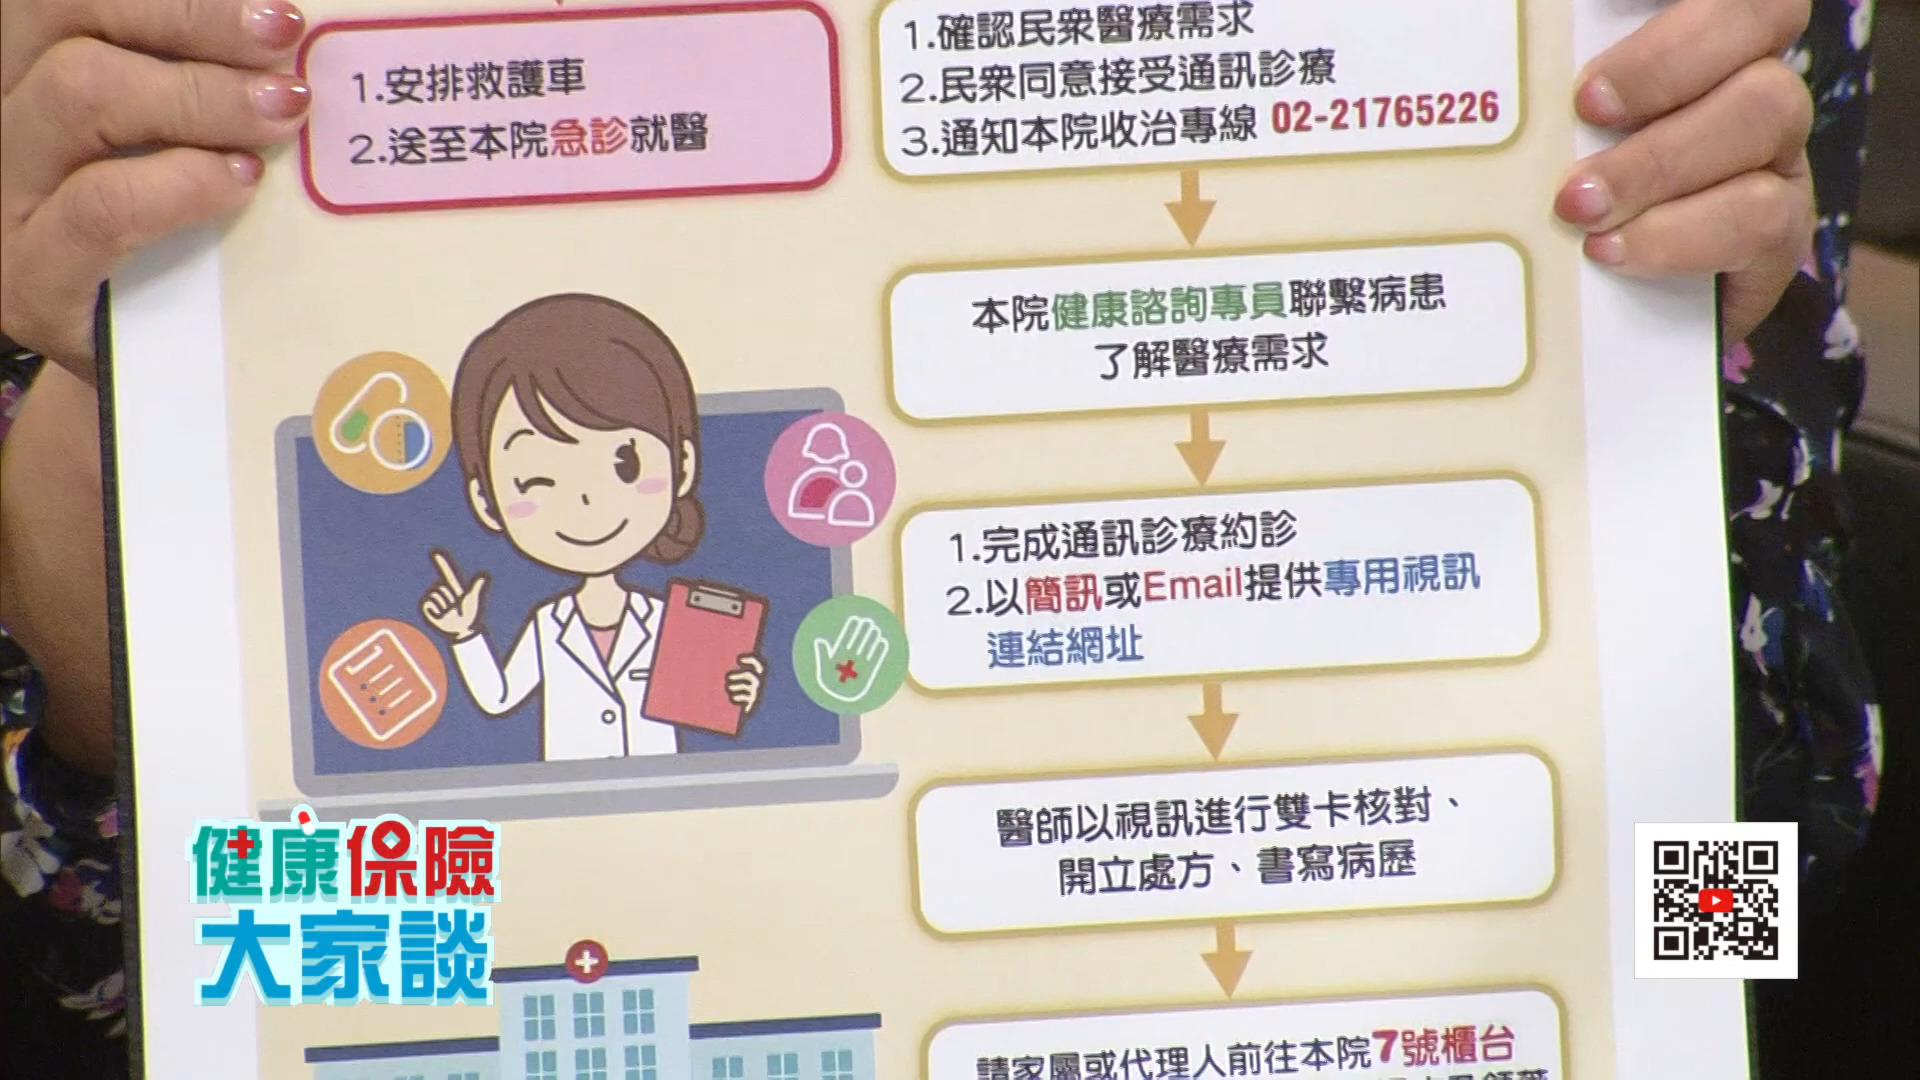 1.安排救護車
2.送至本院急診就醫
1.確認民眾醫療需求
2.民眾同意接受通訊診療
3.通知本院收治專線 02-21765226
本院健康諮詢專員聯繫病患
了解醫療需求
1.完成通訊診療約診
2.以簡訊或Email提供專用視訊
連結網址
醫師以視訊進行雙卡核對、
開立處方、書寫病歷
請家屬或代理人前往本院7號櫃台
健康保險
大家談